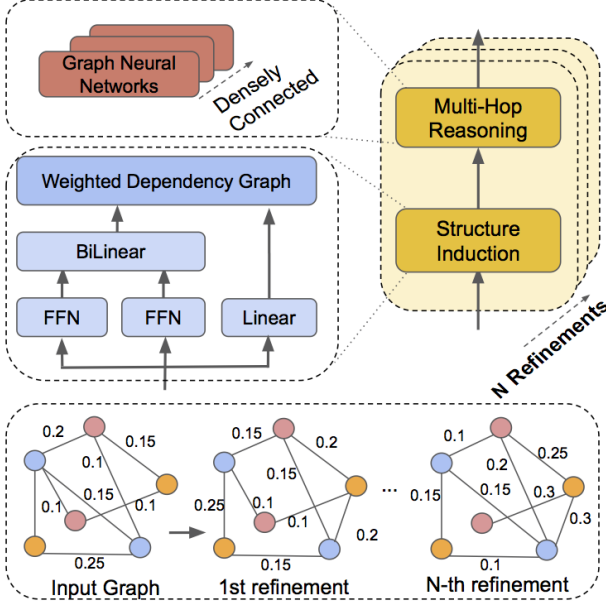 Graph Neural
Networks
Densely
Connected
Multi-Hop
Reasoning
Weighted Dependency Graph
Structure
Induction
BiLinear
FFN
FFN
Linear
N Refinements
0.2
0.15
0.1
0.1
0.15
0.1
0.25
Input Graph
0.15
0.2
0.15
0.25
0.1
0.1
0.2
0.15
1st refinement
...
0.1
0.25
0.2
0.15
0.15
0.3
0.3
0.1
N-th refinement